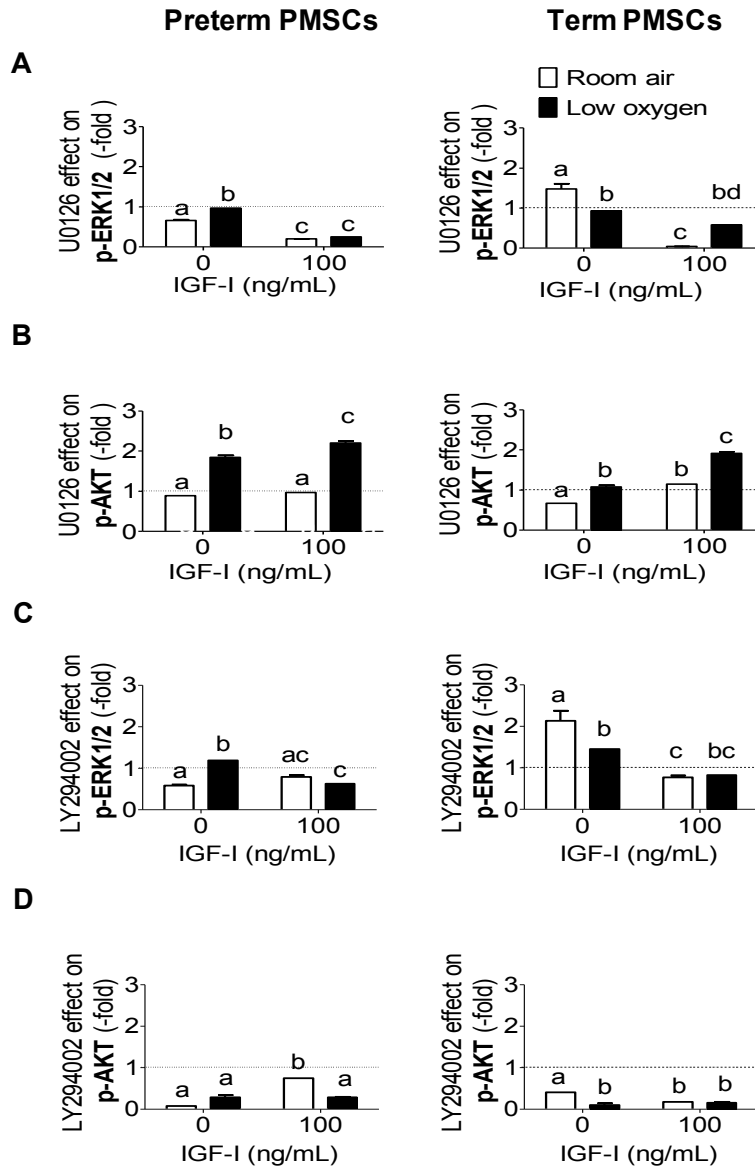 Preterm PMSCs
Term PMSCs
A
Room air
Low oxygen
U0126 effect on
p-ERK1/2 (-fold )
3
2
1
0
a
b
c
c
0
100
IGF-I (ng/mL)
U0126 effect on
p-ERK1/2 (-fold)
3
2
1
0
a
b
c
bd
0
100
IGF-I (ng/mL)
B
U0126 effect on
p-AKT (-fold)
3
2
1
0
a
b
a
c
0
100
IGF-I (ng/mL)
U0126 effect on
p-AKT (-fold)
3
2
1
0
a
b
b
c
0
100
IGF-I (ng/mL)
C
LY294002 effect on
p-ERK1/2 (-fold)
3
2
1
0
a
b
ac
c
0
100
IGF-I (ng/mL)
LY294002 effect on
p-ERK1/2 (-fold)
3
2
1
0
a
b
c
bc
0
100
IGF-I (ng/mL)
D
LY294002 effect on
p-AKT (-fold)
3
2
1
0
a
a
b
a
0
100
IGF-I (ng/mL)
LY294002 effect on
p-AKT (-fold)
3
2
1
0
a
b
b
b
0
100
IGF-I (ng/mL)